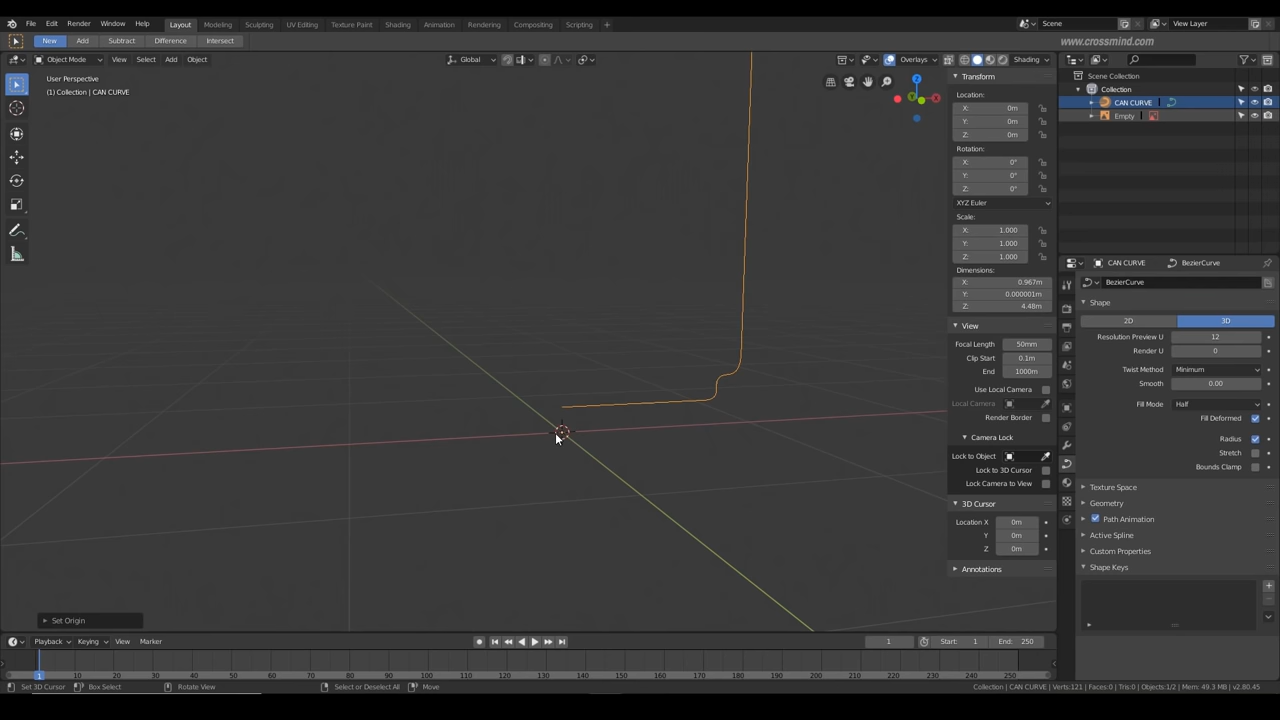 File Edit Render Window Help Layout Modeling Sculpting UV Editing Texture Paint Shading Animation Rendering Compositing Scripting + Scene View Layer
New Add Subtract Difference Intersect www.crossmind.com
Object Mode View Select Add Object Global Overlays Shading
User Perspective
(1) Collection | CAN CURVE
Transform
Location:
X: 0m
Y: 0m
Z: 0m
Rotation:
X: 0°
Y: 0°
Z: 0°
XYZ Euler
Scale:
X: 1.000
Y: 1.000
Z: 1.000
Dimensions:
X: 0.967m
Y: 0.000001m
Z: 4.48m
View
Focal Length 50mm
Clip Start 0.1m
End 1000m
Use Local Camera
Local Camera
Render Border
Camera Lock
Lock to Object
Lock to 3D Cursor
Lock Camera to View
3D Cursor
Location X 0m
Y 0m
Z 0m
Annotations
Scene Collection
Collection
CAN CURVE
Empty
CAN CURVE BezierCurve
BezierCurve
Shape
2D 3D
Resolution Preview U 12
Render U 0
Twist Method Minimum
Smooth 0.00
Fill Mode Half
Fill Deformed
Radius
Stretch
Bounds Clamp
Texture Space
Geometry
Path Animation
Active Spline
Custom Properties
Shape Keys
Set Origin
Playback Keying View Marker 1 Start: 1 End: 250
1 10 20 30 40 50 60 70 80 90 100 110 120 130 140 150 160 170 180 190 200 210 220 230 240 250
Set 3D Cursor Box Select Rotate View Select or Deselect All Move Collection | CAN CURVE | Verts:121 | Faces:0 | Tris:0 | Objects:1/2 | Mem: 49.3 MB | v2.80.45